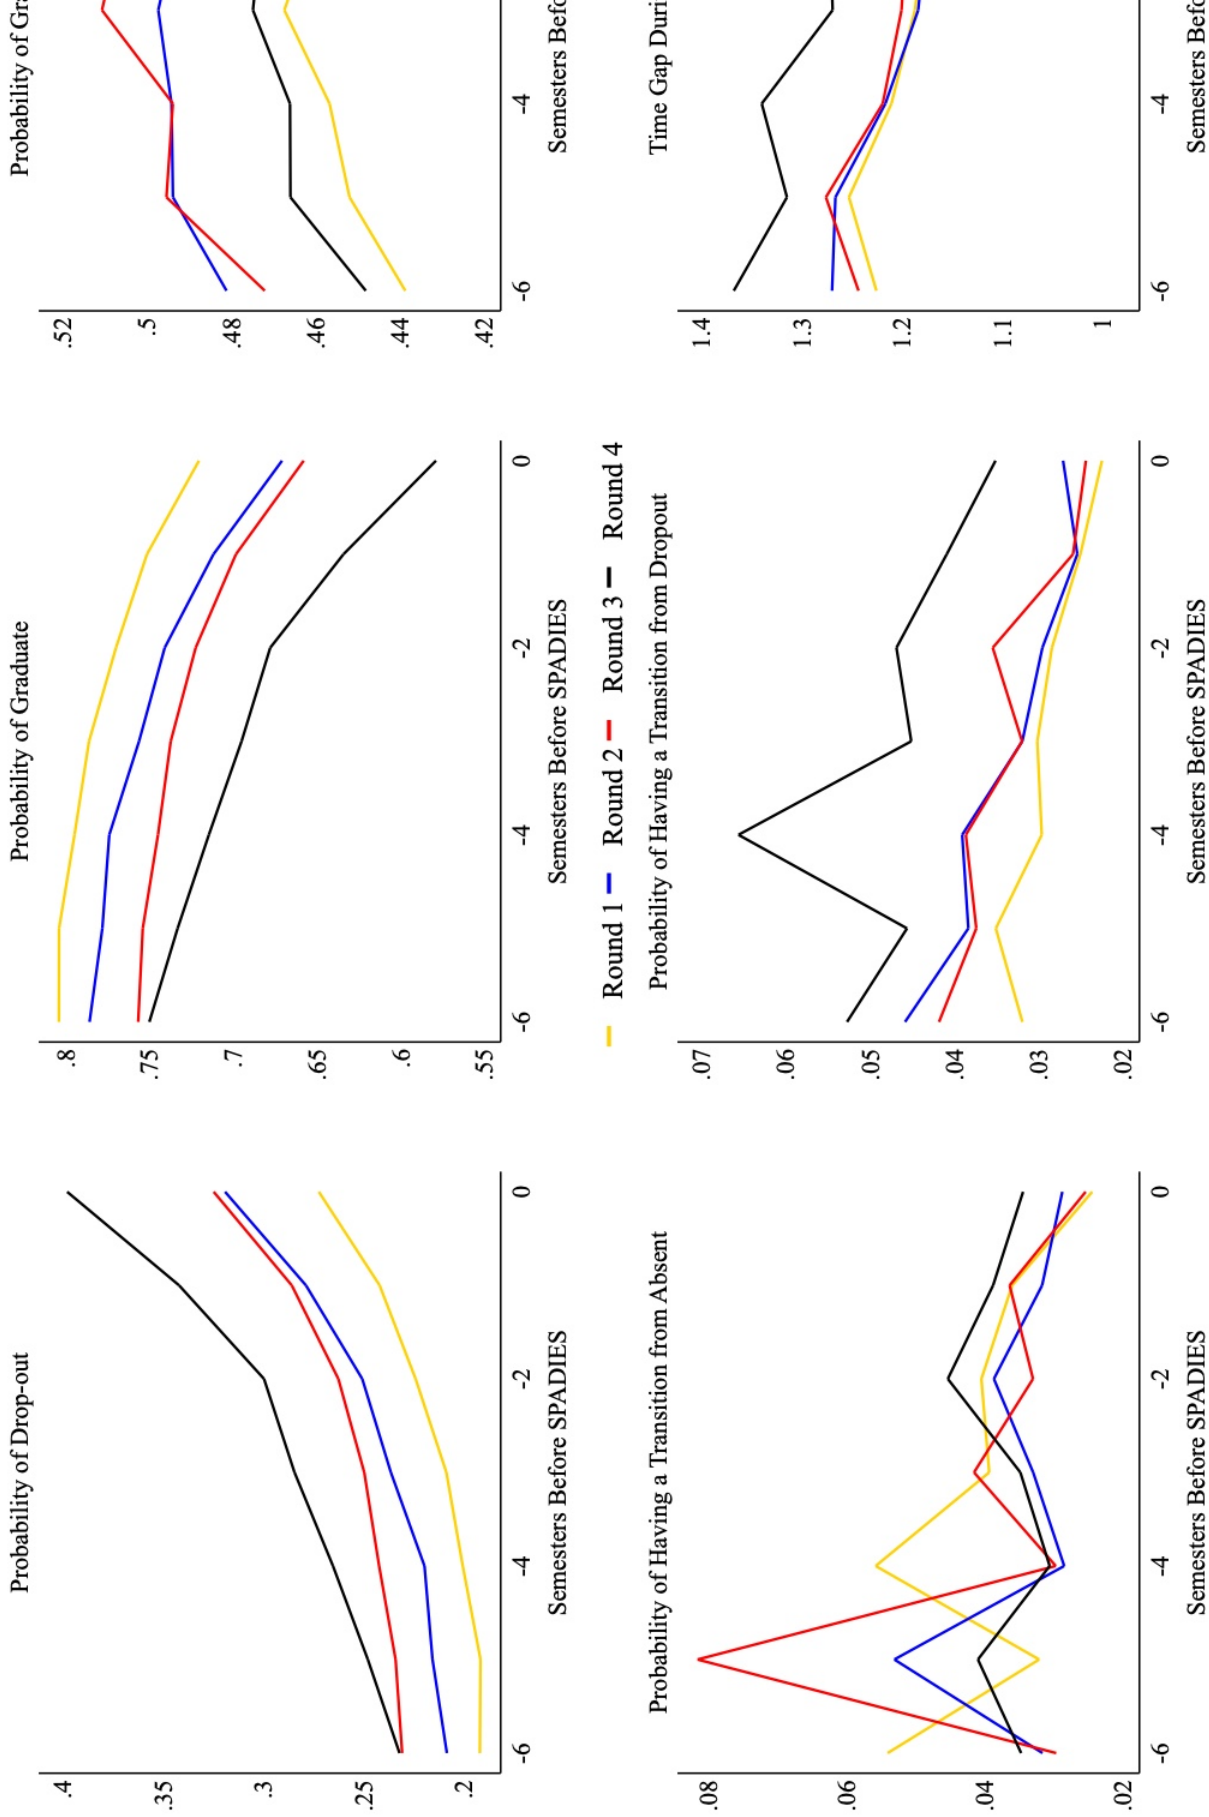 Probability of Drop-out
.4
.35
.3
.25
.2
-6 -4 -2 0
Semesters Before SPADIES
Probability of Graduate
.8
.75
.7
.65
.6
.55
-6 -4 -2 0
Semesters Before SPADIES
Probability of Gra
.52
.5
.48
.46
.44
.42
-6 -4
Semesters Befo
Round 1 Round 2 Round 3 Round 4
Probability of Having a Transition from Absent
.08
.06
.04
.02
-6 -4 -2 0
Semesters Before SPADIES
Probability of Having a Transition from Dropout
.07
.06
.05
.04
.03
.02
-6 -4 -2 0
Semesters Before SPADIES
Time Gap Duri
1.4
1.3
1.2
1.1
1
-6 -4
Semesters Befo